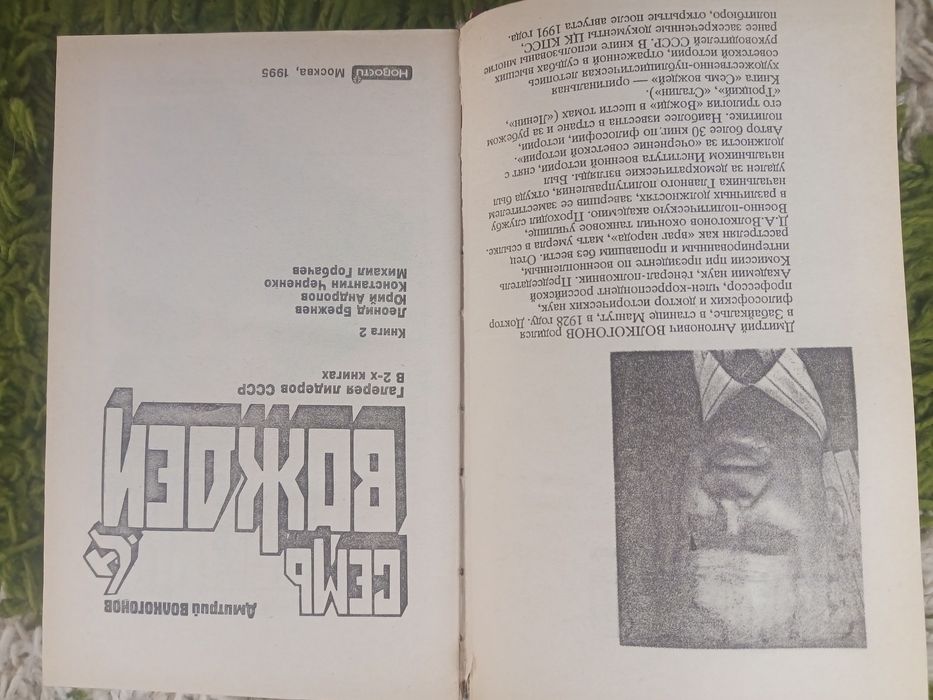 Дмитрий Антонович ВОЛКОГОНОВ родился
в Забайкалье, в станице Мангут, в 1928 году. Доктор
философских и доктор исторических наук,
профессор, член-корреспондент российской
Академии наук, генерал-полковник. Председатель
Комиссии при президенте по военнопленным,
интернированным и пропавшим без вести. Отец
расстрелян как «враг народа», мать умерла в ссылке.
Д.А.Волкогонов окончил танковое училище,
Военно-политическую академию. Проходил службу
в различных должностях, завершив ее заместителем
начальника Главного политуправления, откуда был
удален за демократические взгляды. Был
начальником Института военной истории, снят с
должности за «очернение советской истории».
Автор более 30 книг по философии, истории,
политике. Наиболее известна в стране и за рубежом
его трилогия «Вожди» в шести томах («Ленин»,
«Троцкий», «Сталин»).
Книга «Семь вождей» — оригинальная
художественно-публицистическая летопись
советской истории, отраженной в судьбах высших
руководителей СССР. В книге использованы многие
ранее засекреченные документы ЦК КПСС,
политбюро, открытые после августа 1991 года.
Дмитрий ВОЛКОГОНОВ
СЕМЬ
ВОЖДЕЙ
Галерея лидеров СССР
В 2-х книгах
Книга 2
Леонид Брежнев
Юрий Андропов
Константин Черненко
Михаил Горбачев
Новости Москва, 1995